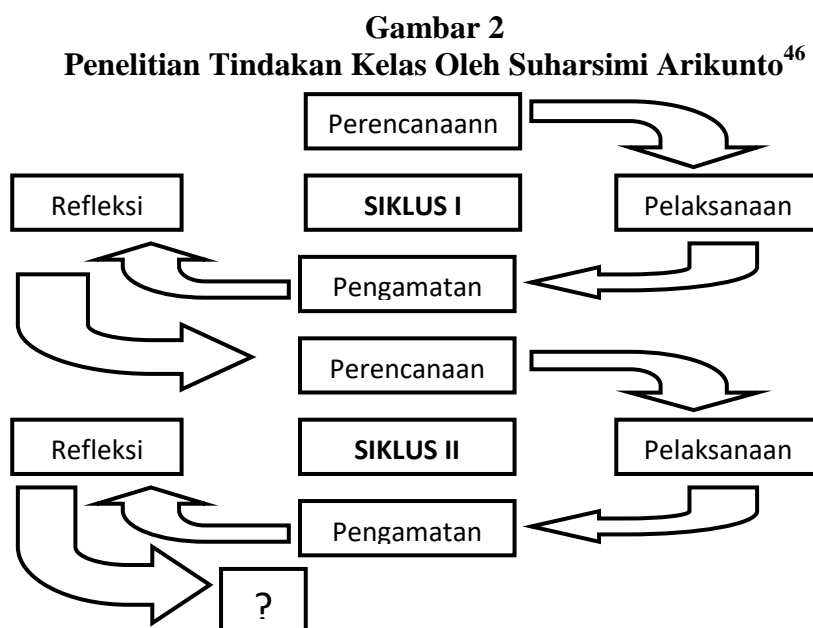 Gambar 2
Penelitian Tindakan Kelas Oleh Suharsimi Arikunto46
Perencanaann
Refleksi
SIKLUS I
Pelaksanaan
Pengamatan
Perencanaan
Refleksi
SIKLUS II
Pelaksanaan
Pengamatan
?